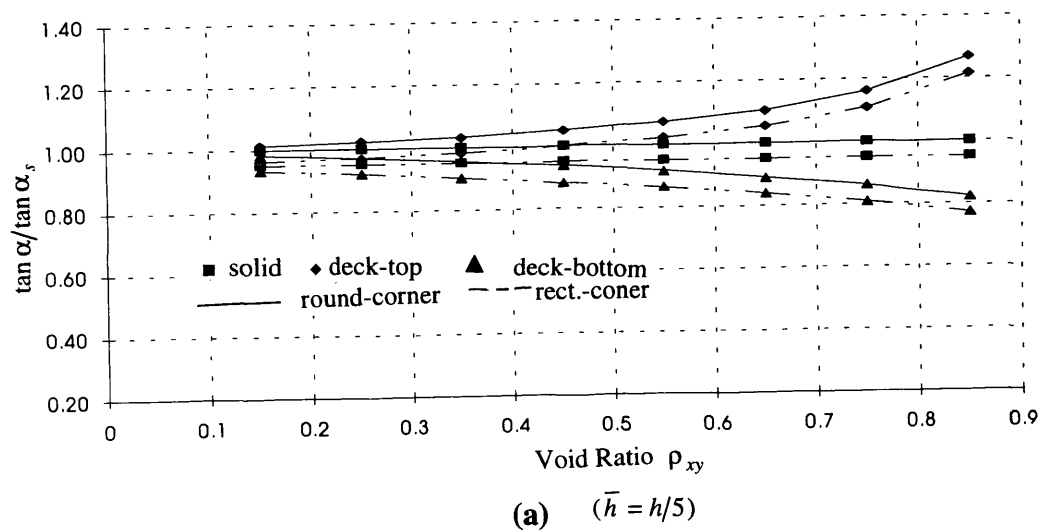 1.40
1.20
1.00
0.80
0.60
0.40
0.20
tan α/tan α_s
■ solid ♦ deck-top ▲ deck-bottom
round-corner rect.-coner
0 0.1 0.2 0.3 0.4 0.5 0.6 0.7 0.8 0.9
Void Ratio ρ_xy
(a) (h̅ = h/5)